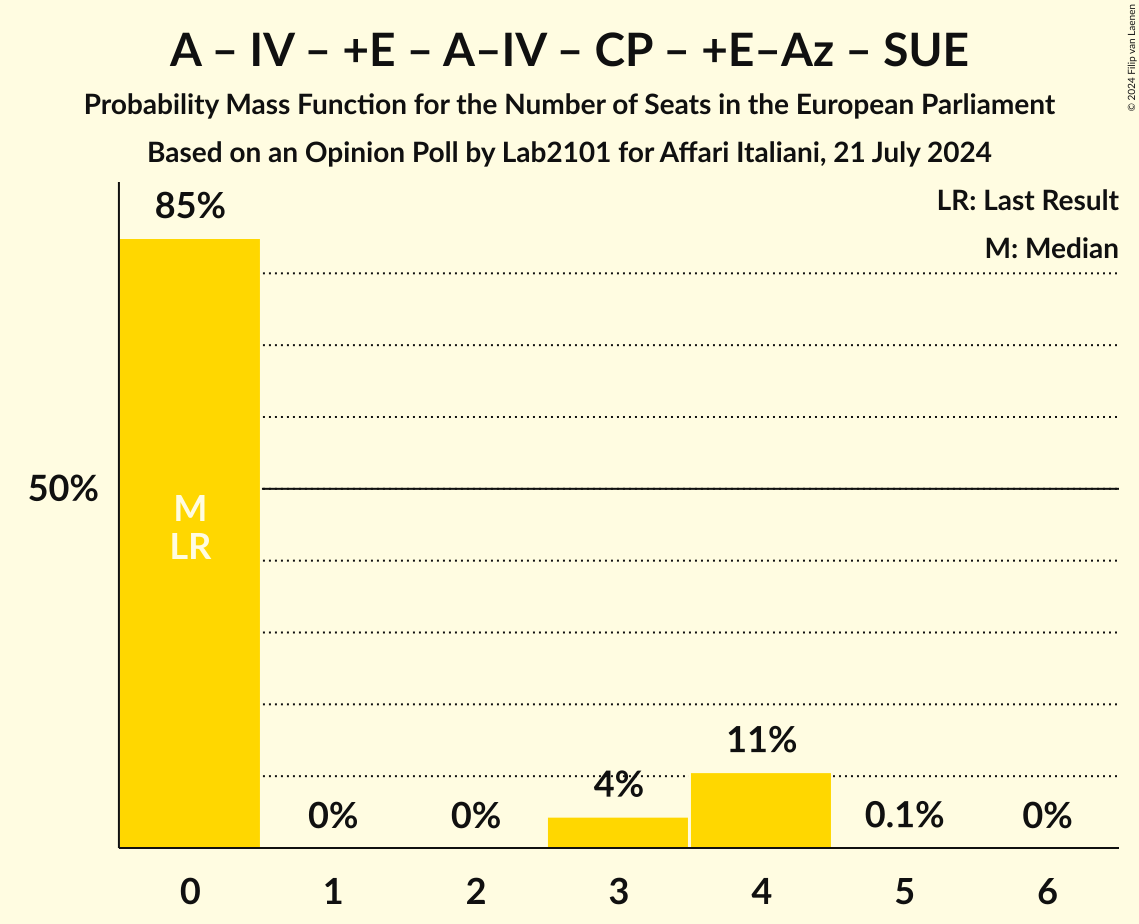 A – IV – +E – A–IV – CP – +E–Az – SUE
Probability Mass Function for the Number of Seats in the European Parliament
Based on an Opinion Poll by Lab2101 for Affari Italiani, 21 July 2024
© 2024 Filip van Laenen
LR: Last Result
M: Median
85%
50%
M
LR
0%
0%
4%
11%
0.1%
0%
0
1
2
3
4
5
6